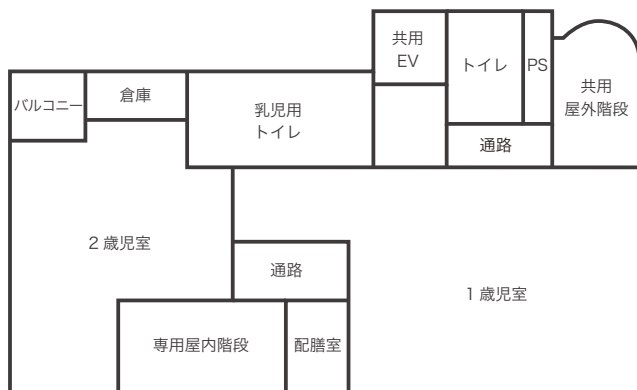 共用
EV
トイレ
PS
共用
屋外階段
バルコニー
倉庫
乳児用
トイレ
通路
2歳児室
通路
1歳児室
専用屋内階段
配膳室